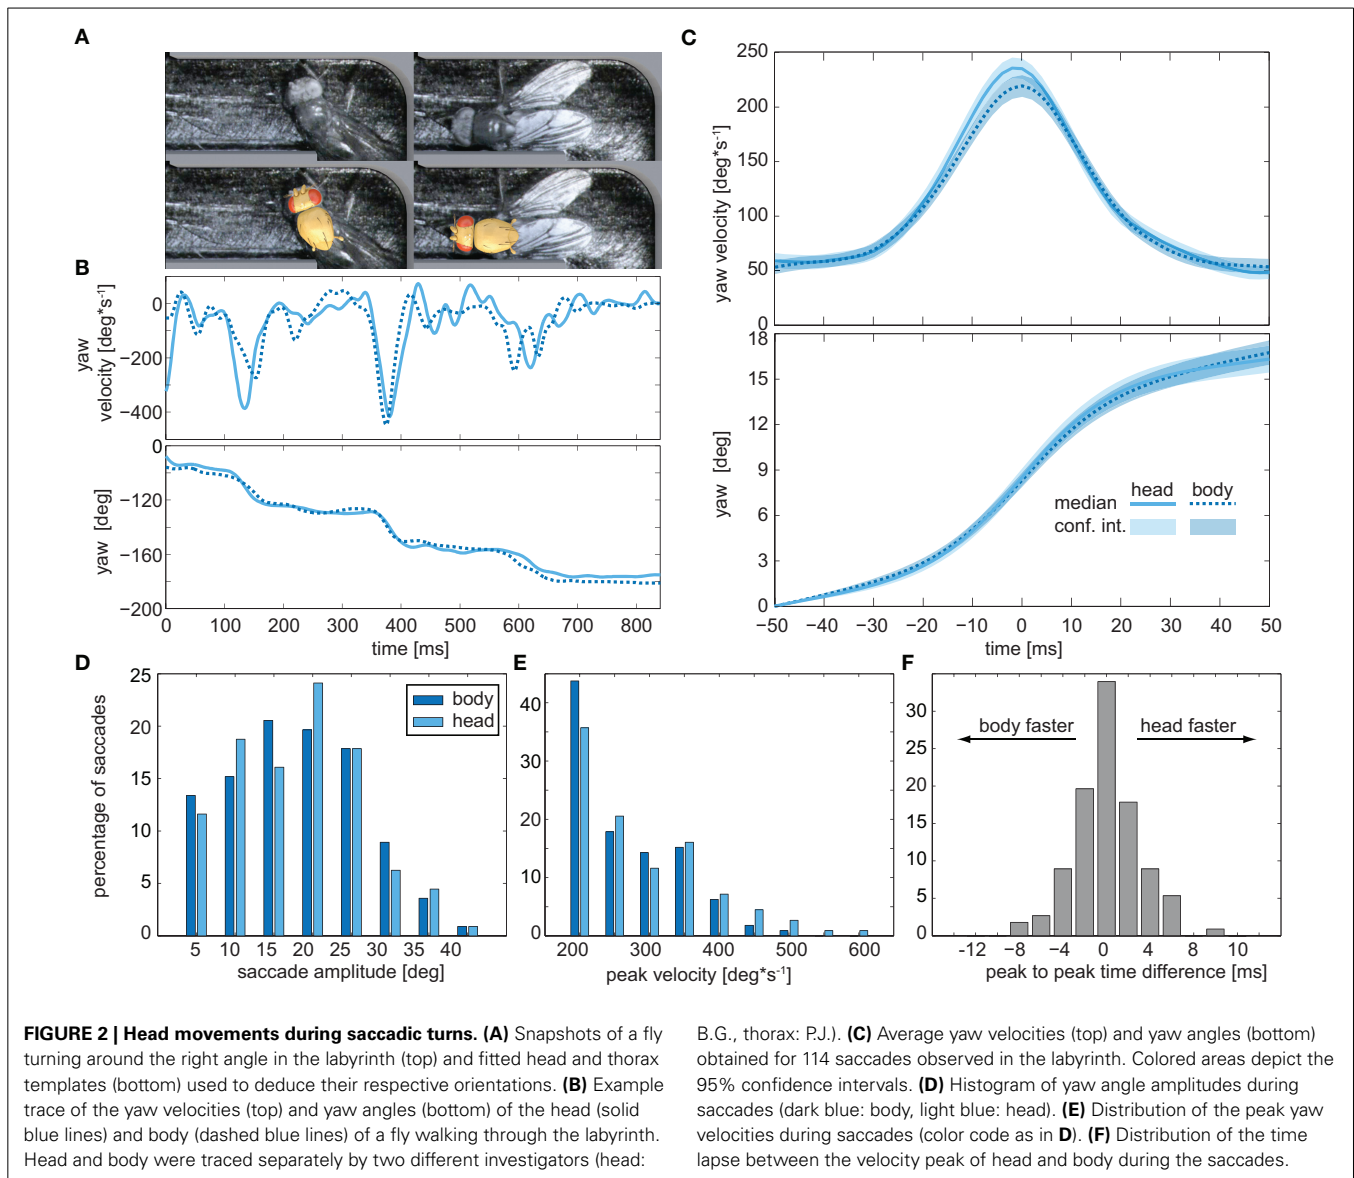 A
B
yaw
velocity [deg*s-1]
0
−200
−400
yaw [deg]
0
−120
−160
−200
0 100 200 300 400 500 600 700 800
time [ms]
C
yaw velocity [deg*s-1]
250
200
150
100
50
0
yaw [deg]
18
15
12
9
6
3
0
head body
median
conf. int.
−50 −40 −30 −20 −10 0 10 20 30 40 50
time [ms]
D
percentage of saccades
25
20
15
10
5
0
body
head
5 10 15 20 25 30 35 40
saccade amplitude [deg]
E
40
30
20
10
0
200 300 400 500 600
peak velocity [deg*s-1]
F
30
20
10
0
body faster head faster
-12 −8 −4 0 4 8 10
peak to peak time difference [ms]
FIGURE 2 | Head movements during saccadic turns. (A) Snapshots of a fly
turning around the right angle in the labyrinth (top) and fitted head and thorax
templates (bottom) used to deduce their respective orientations. (B) Example
trace of the yaw velocities (top) and yaw angles (bottom) of the head (solid
blue lines) and body (dashed blue lines) of a fly walking through the labyrinth.
Head and body were traced separately by two different investigators (head:
B.G., thorax: P.J.). (C) Average yaw velocities (top) and yaw angles (bottom)
obtained for 114 saccades observed in the labyrinth. Colored areas depict the
95% confidence intervals. (D) Histogram of yaw angle amplitudes during
saccades (dark blue: body, light blue: head). (E) Distribution of the peak yaw
velocities during saccades (color code as in D). (F) Distribution of the time
lapse between the velocity peak of head and body during the saccades.